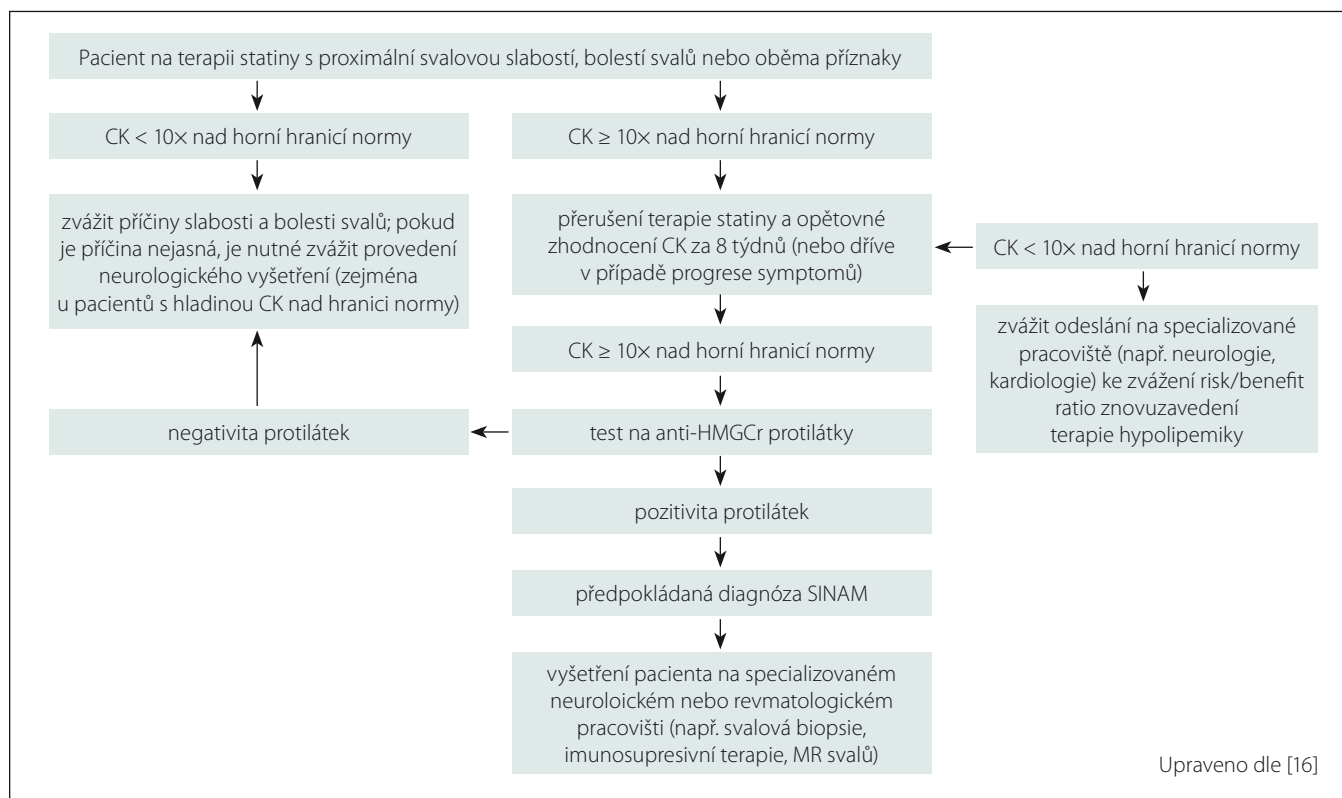 Pacient na terapii statiny s proximální svalovou slabostí, bolestí svalů nebo oběma příznaky
CK < 10× nad horní hranicí normy
CK ≥ 10× nad horní hranicí normy
zvážit příčiny slabosti a bolesti svalů; pokud
je příčina nejasná, je nutné zvážit provedení
neurologického vyšetření (zejména
u pacientů s hladinou CK nad hranici normy)
přerušení terapie statiny a opětovné
zhodnocení CK za 8 týdnů (nebo dříve
v případě progrese symptomů)
CK < 10× nad horní hranicí normy
zvážit odeslání na specializované
pracoviště (např. neurologie,
kardiologie) ke zvážení risk/benefit
ratio znovuzavedení
terapie hypolipemiky
CK ≥ 10× nad horní hranicí normy
negativita protilátek
test na anti-HMGCr protilátky
pozitivita protilátek
předpokládaná diagnóza SINAM
vyšetření pacienta na specializovaném
neuroloickém nebo revmatologickém
pracovišti (např. svalová biopsie,
imunosupresivní terapie, MR svalů)
Upraveno dle [16]